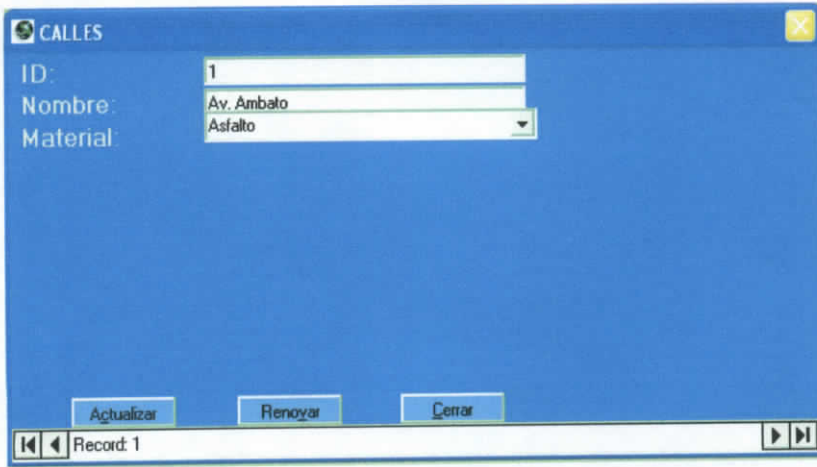 CALLES
ID: 1
Nombre: Av. Ambato
Material: Asfalto
Actualizar Renovar Cerrar
Record: 1